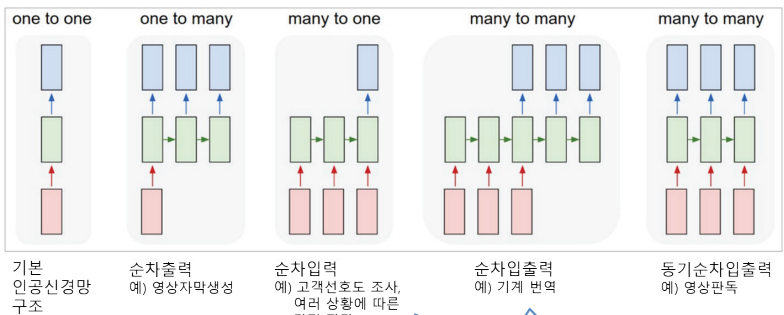 one to one
one to many
many to one
many to many
many to many
기본
인공신경망
구조
순차출력
예) 영상자막생성
순차입력
예) 고객선호도 조사,
여러 상황에 따른
순차입출력
예) 기계 번역
동기순차입출력
예) 영상판독